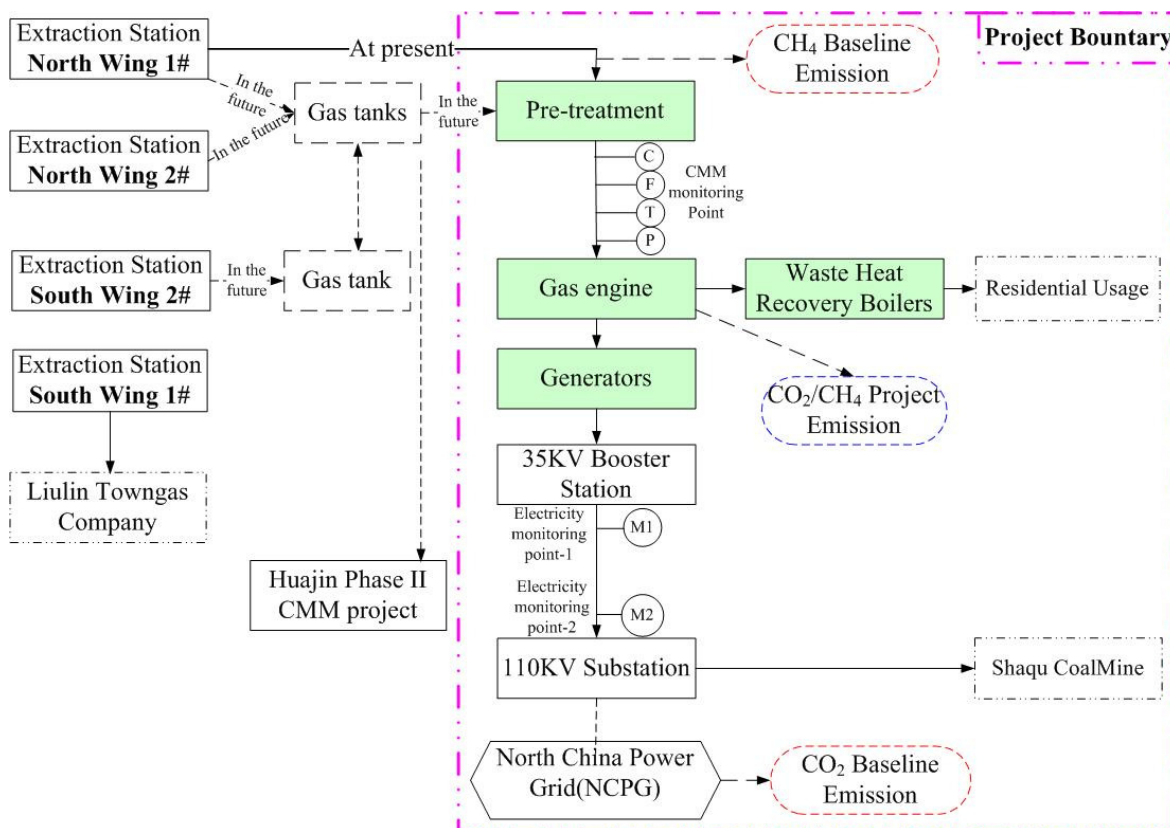 Extraction Station
North Wing 1#
At present
CH₄ Baseline
Emission
Project Bountary
In the
future
Gas tanks
In the
future
Pre-treatment
In the future
Extraction Station
North Wing 2#
C
F
T
P
CMM
monitoring
Point
Extraction Station
South Wing 2#
In the
future
Gas tank
Gas engine
Waste Heat
Recovery Boilers
Residential Usage
Extraction Station
South Wing 1#
Generators
CO₂/CH₄ Project
Emission
Liulin Towngas
Company
35KV Booster
Station
Electricity
monitoring
point-1
M1
Huajin Phase II
CMM project
Electricity
monitoring
point-2
M2
110KV Substation
Shaqu CoalMine
North China Power
Grid(NCPG)
CO₂ Baseline
Emission